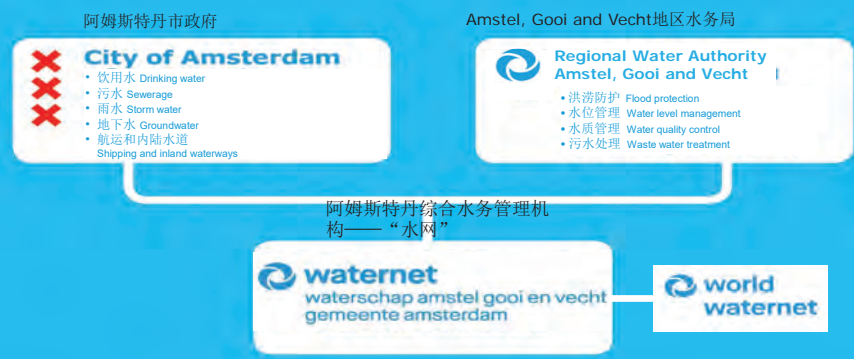 阿姆斯特丹市政府
City of Amsterdam
• 饮用水 Drinking water
• 污水 Sewerage
• 雨水 Storm water
• 地下水 Groundwater
• 航运和内陆水道
Shipping and inland waterways
Amstel, Gooi and Vecht地区水务局
Regional Water Authority
Amstel, Gooi and Vecht
• 洪涝防护 Flood protection
• 水位管理 Water level management
• 水质管理 Water quality control
• 污水处理 Waste water treatment
阿姆斯特丹综合水务管理机
构——“水网”
waternet
waterschap amstel gooi en vecht
gemeente amsterdam
world
waternet